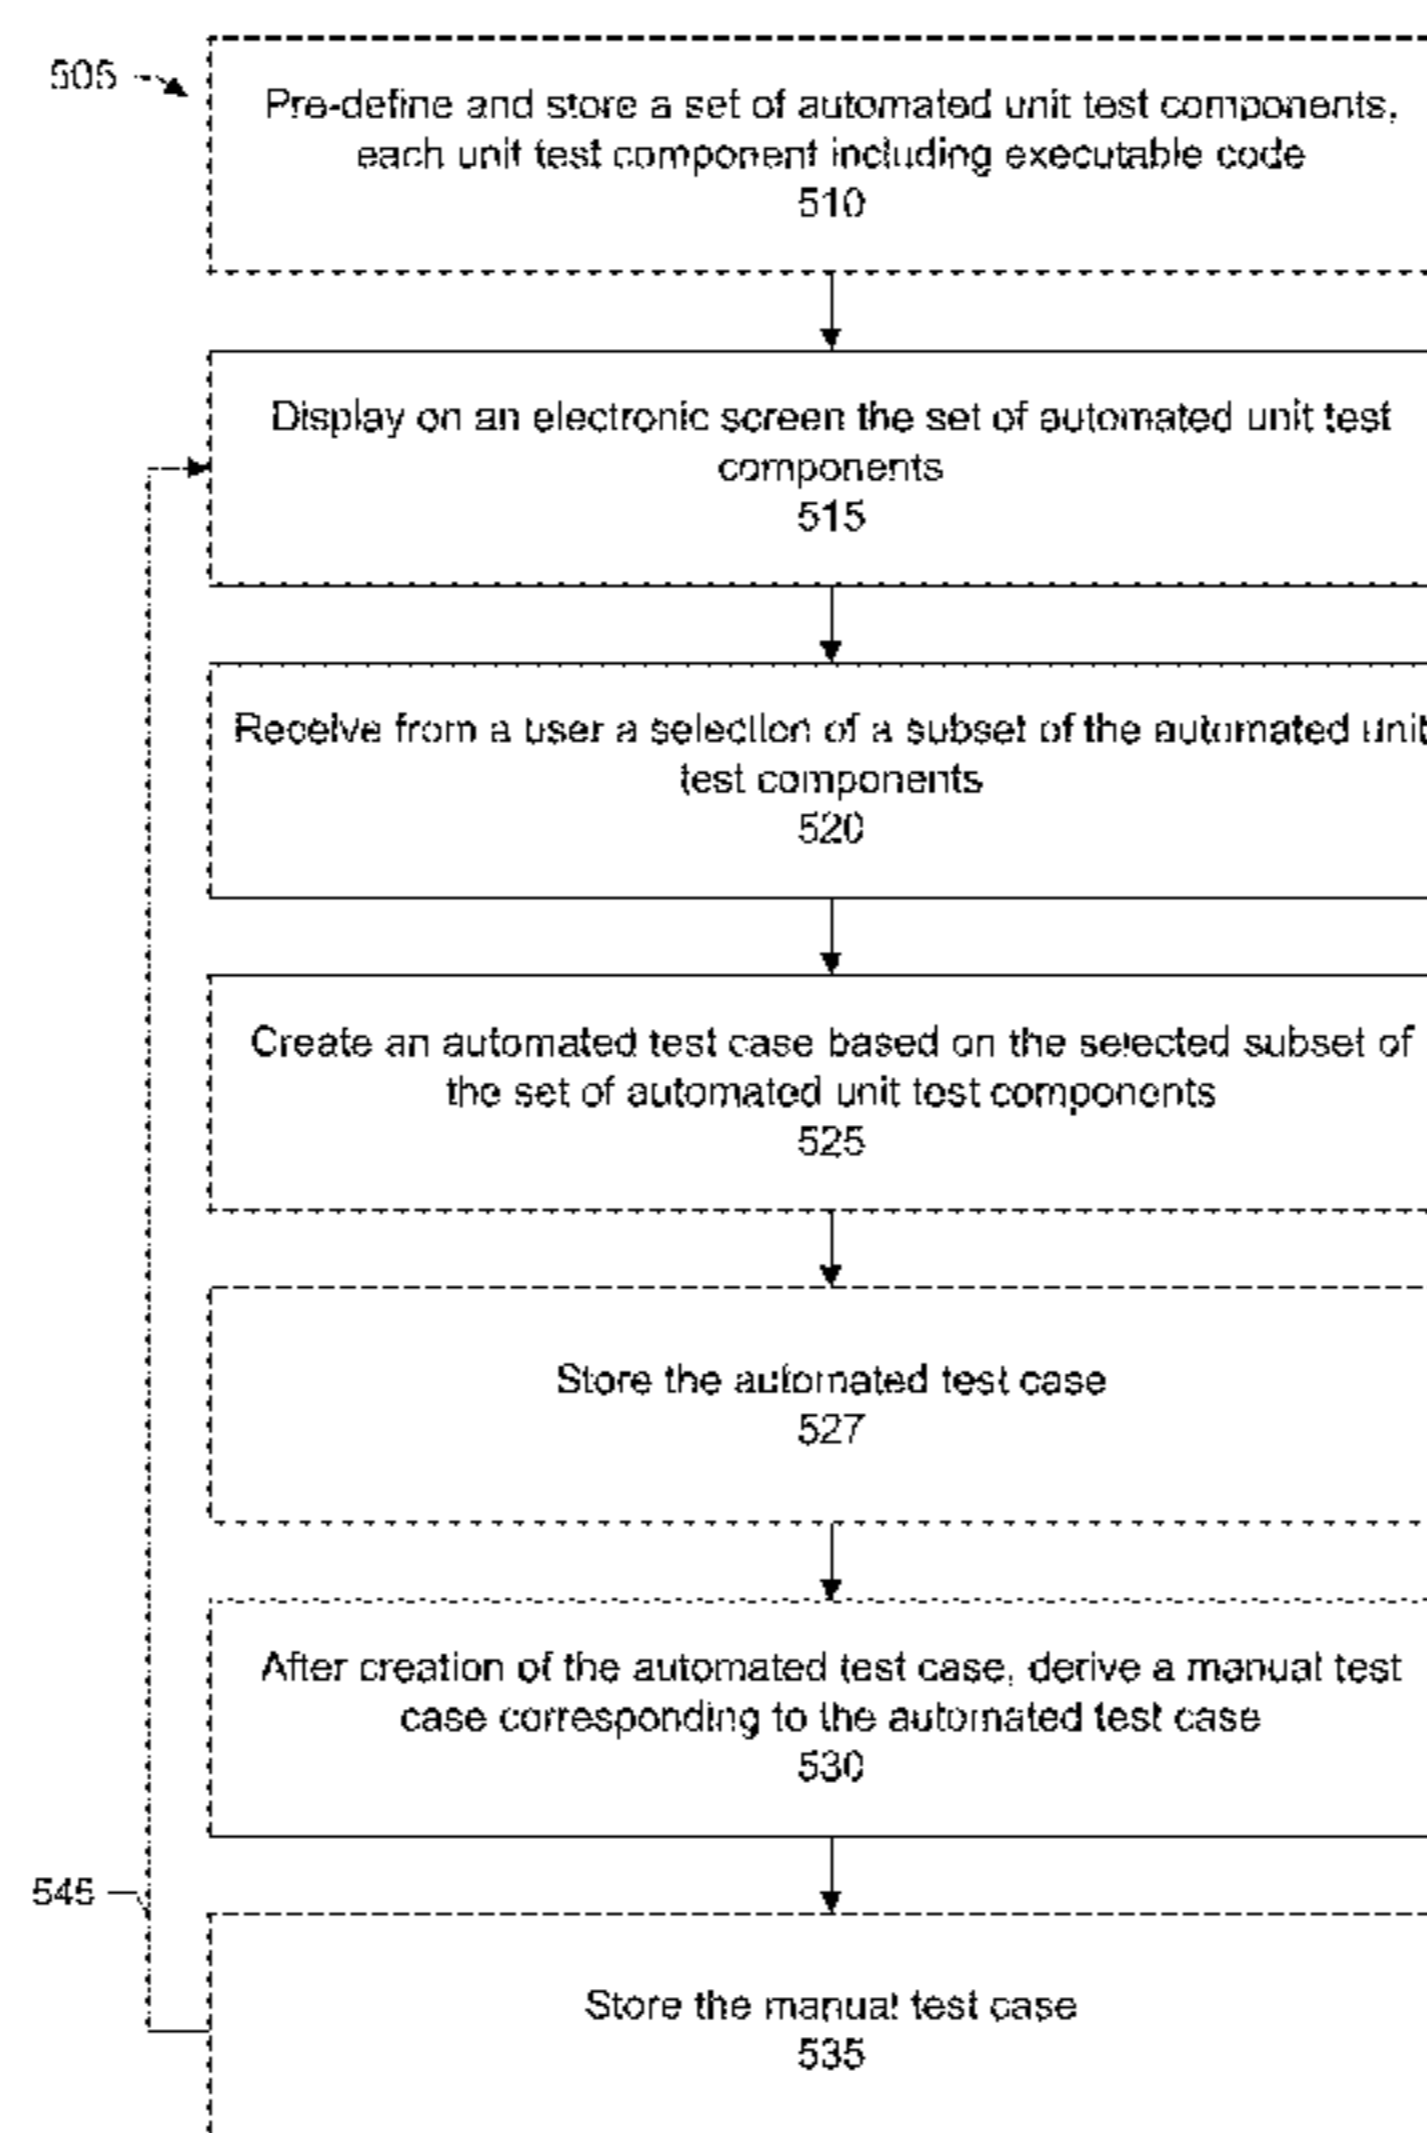 505
Pre-define and store a set of automated unit test components,
each unit test component including executable code
510
Display on an electronic screen the set of automated unit test
components
515
Receive from a user a selection of a subset of the automated unit
test components
520
Create an automated test case based on the selected subset of
the set of automated unit test components
525
Store the automated test case
527
After creation of the automated test case, derive a manual test
case corresponding to the automated test case
530
545
Store the manual test case
535